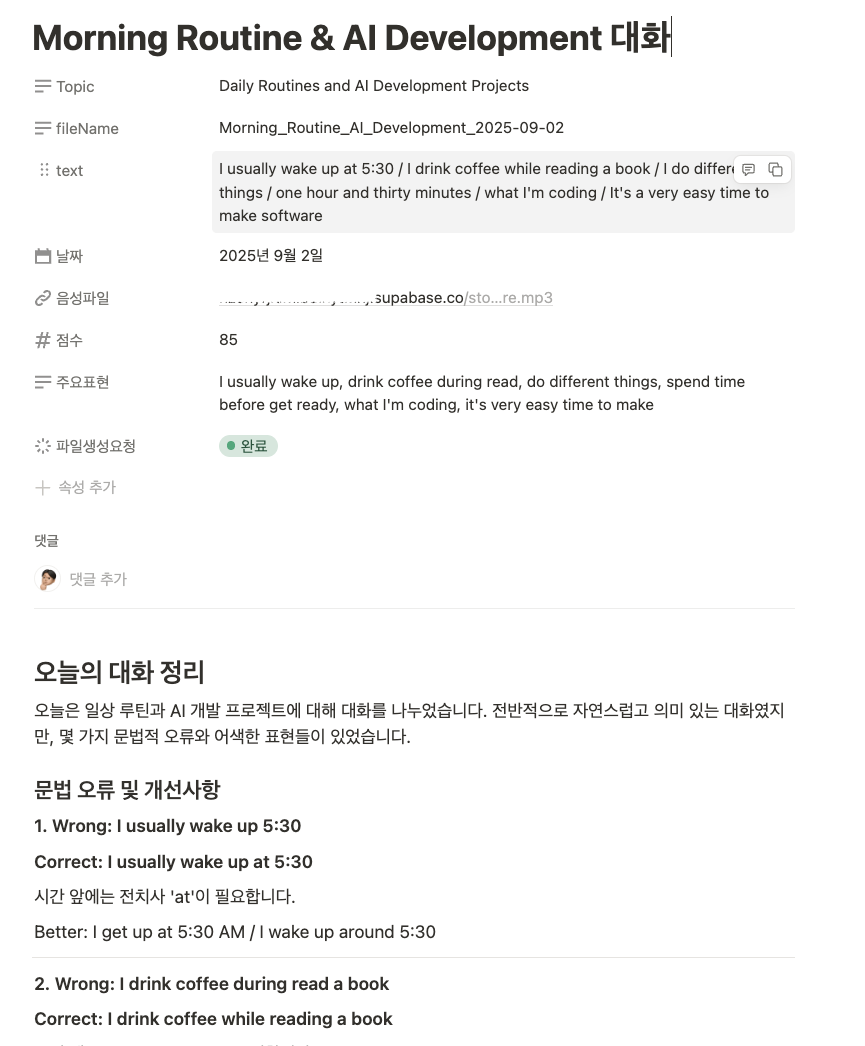 Morning Routine & AI Development 대화
Topic
Daily Routines and AI Development Projects
fileName
Morning_Routine_AI_Development_2025-09-02
text
I usually wake up at 5:30 / I drink coffee while reading a book / I do differe
things / one hour and thirty minutes / what I'm coding / It's a very easy time to
make software
날짜
2025년 9월 2일
음성파일
supabase.co/sto...re.mp3
점수
85
주요표현
I usually wake up, drink coffee during read, do different things, spend time
before get ready, what I'm coding, it's very easy time to make
파일생성요청
완료
속성 추가
댓글
댓글 추가
오늘의 대화 정리
오늘은 일상 루틴과 AI 개발 프로젝트에 대해 대화를 나누었습니다. 전반적으로 자연스럽고 의미 있는 대화였지
만, 몇 가지 문법적 오류와 어색한 표현들이 있었습니다.
문법 오류 및 개선사항
1. Wrong: I usually wake up 5:30
Correct: I usually wake up at 5:30
시간 앞에는 전치사 'at'이 필요합니다.
Better: I get up at 5:30 AM / I wake up around 5:30
2. Wrong: I drink coffee during read a book
Correct: I drink coffee while reading a book